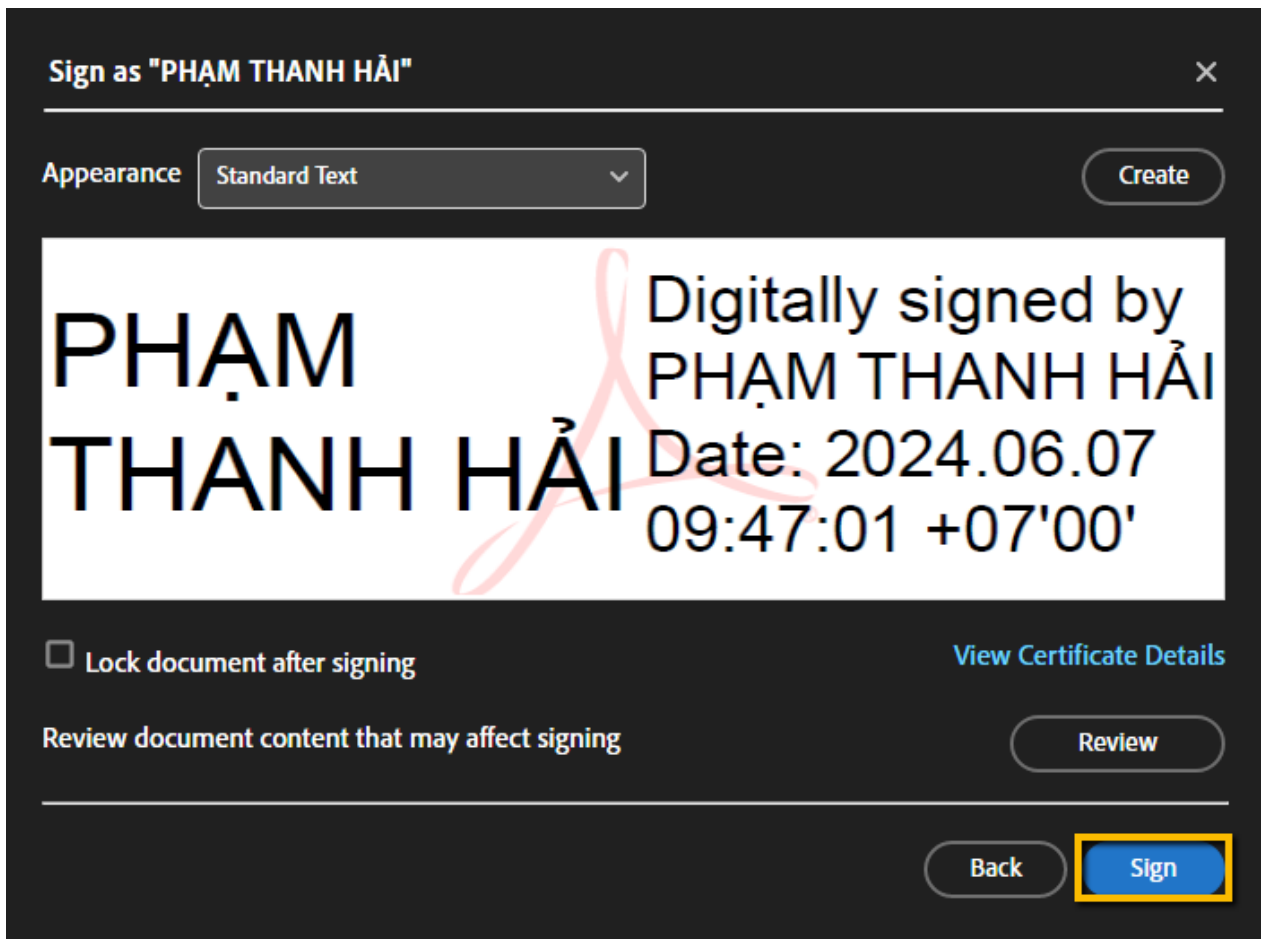 Sign as "PHẠM THANH HẢI"
Appearance Standard Text Create
PHẠM
THANH HẢI
Digitally signed by
PHẠM THANH HẢI
Date: 2024.06.07
09:47:01 +07'00'
Lock document after signing
View Certificate Details
Review document content that may affect signing
Review
Back
Sign